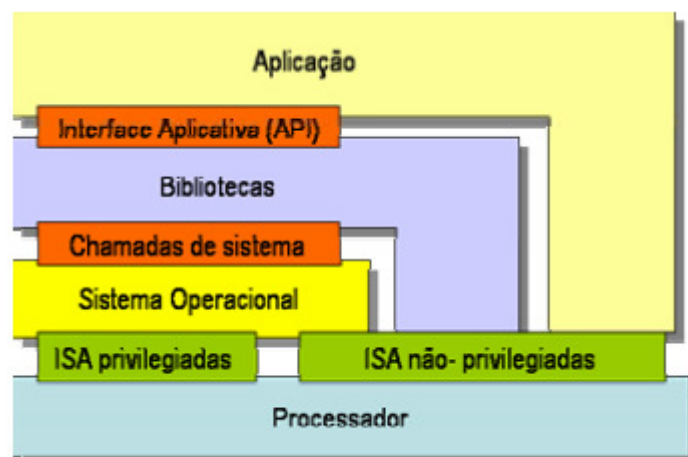 Aplicação
Interface Aplicativa (API)
Bibliotecas
Chamadas de sistema
Sistema Operacional
ISA privilegiadas
ISA não- privilegiadas
Processador